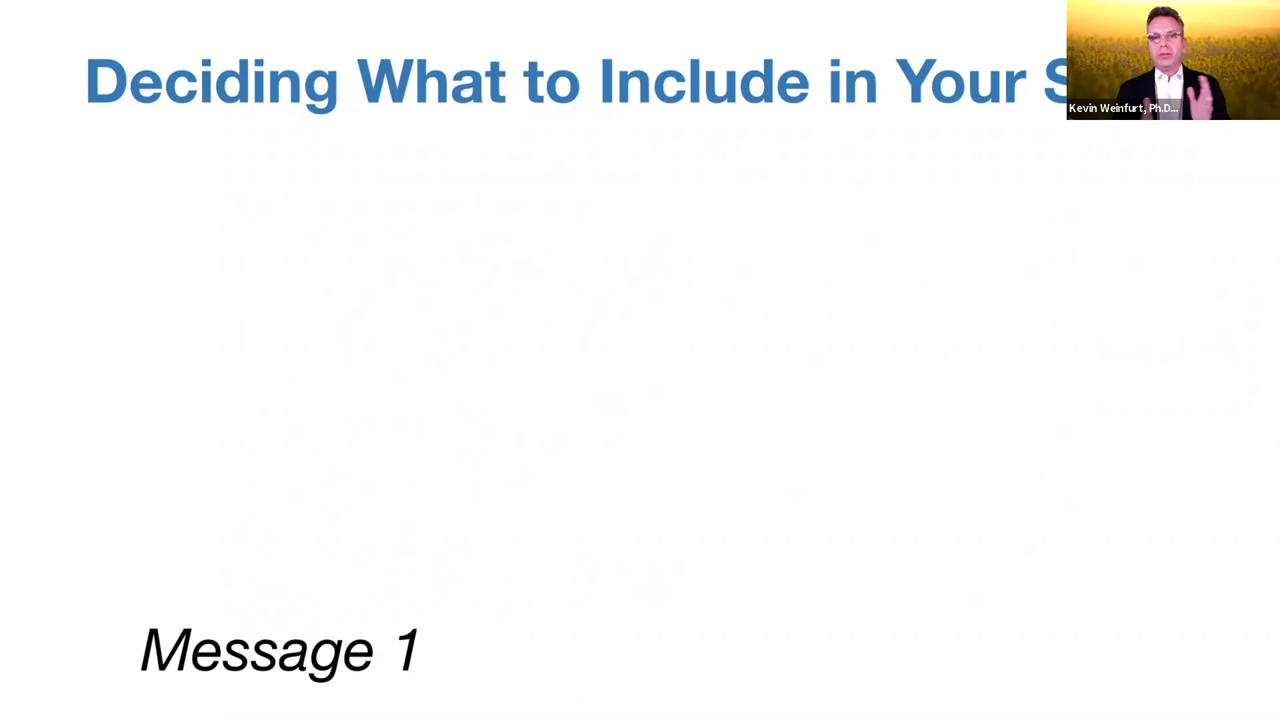 Deciding What to Include in Your S
Kevin Weinfurt, Ph.D...
Message 1